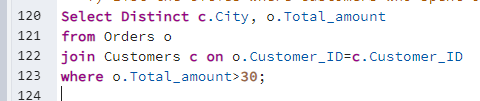 120 Select Distinct c.City, o.Total_amount
121 from Orders o
122 join Customers c on o.Customer_ID=c.Customer_ID
123 where o.Total_amount>30;
124